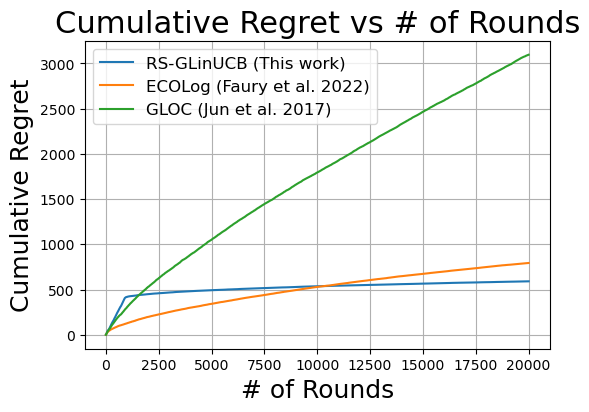 Cumulative Regret vs # of Rounds
RS-GLinUCB (This work)
ECOLog (Faury et al. 2022)
GLOC (Jun et al. 2017)
Cumulative Regret
3000
2500
2000
1500
1000
500
0
0 2500 5000 7500 10000 12500 15000 17500 20000
# of Rounds